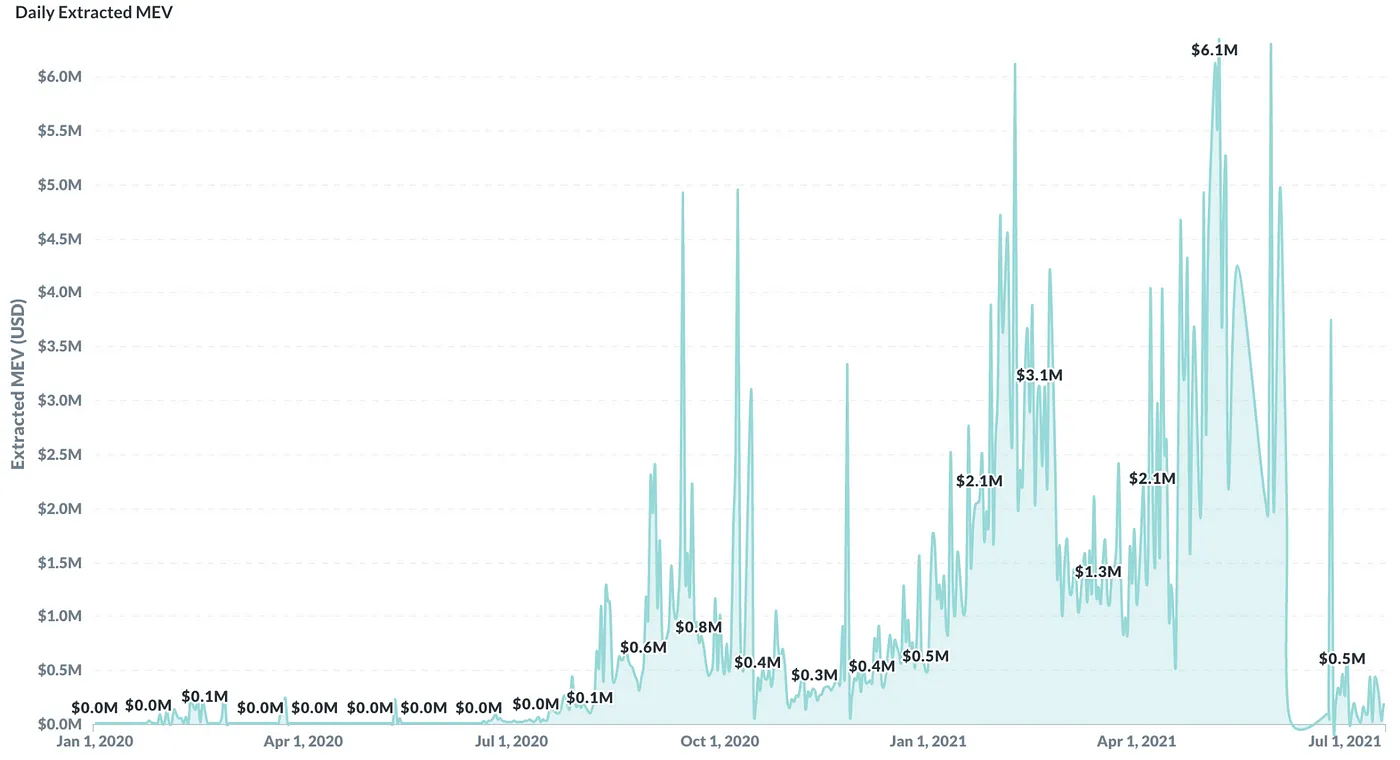 Daily Extracted MEV
Extracted MEV (USD)
$6.0M
$5.5M
$5.0M
$4.5M
$4.0M
$3.5M
$3.0M
$2.5M
$2.0M
$1.5M
$1.0M
$0.5M
$0.0M
$0.0M
$0.0M
$0.1M
$0.0M
$0.0M
$0.0M
$0.0M
$0.0M
$0.0M
$0.1M
$0.6M
$0.8M
$0.4M
$0.3M
$0.4M
$0.5M
$2.1M
$3.1M
$1.3M
$2.1M
$6.1M
$0.5M
Jan 1, 2020
Apr 1, 2020
Jul 1, 2020
Oct 1, 2020
Jan 1, 2021
Apr 1, 2021
Jul 1, 2021